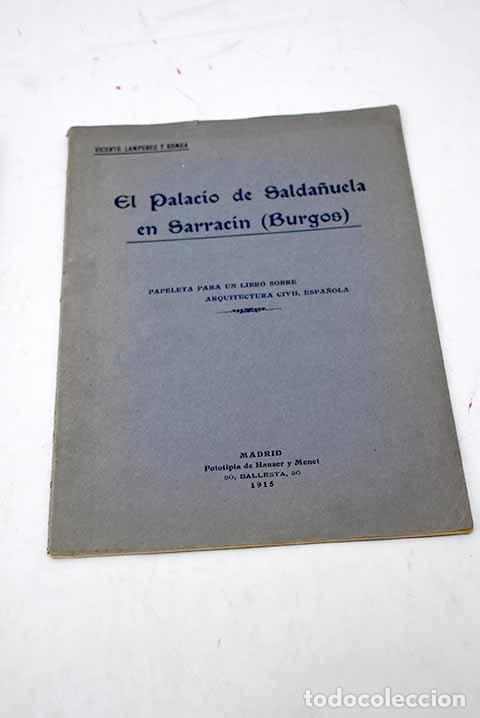 VICENTE LAMPEREZ Y ROMEA
El Palacio de Saldañuela
en Sarracín (Burgos)
PAPELETA PARA UN LIBRO SOBRE
ARQUITECTURA CIVIL ESPAÑOLA
MADRID
Fototipia de Hauser y Menet
30, BALLESTA, 30
1915
todocoleccion